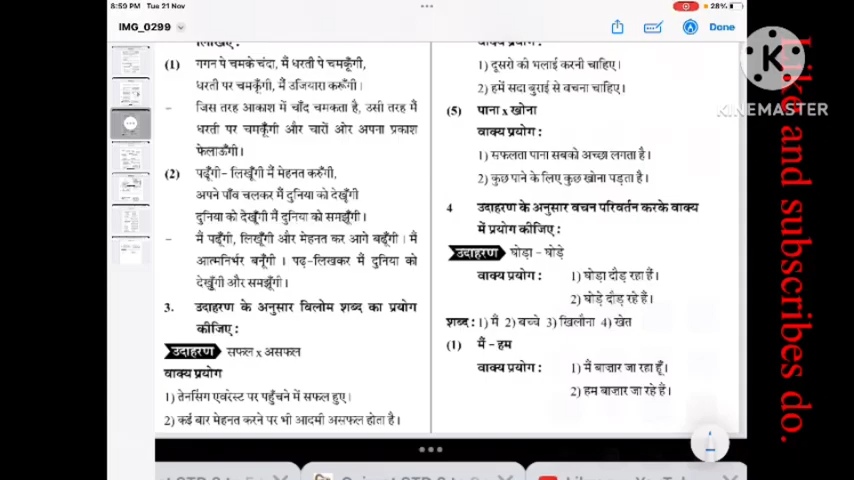 8:59 PM Tue 21 Nov
28%
IMG_0299
Done
लिखिए :
(1) गगन पे चमके चंदा, मैं धरती पे चमकूँगी,
धरती पर चमकूँगी, मैं उजियारा करूँगी।
– जिस तरह आकाश में चाँद चमकता है, उसी तरह मैं
धरती पर चमकूँगी और चारों ओर अपना प्रकाश
फेलाऊँगी।
(2) पढूँगी- लिखूँगी मैं मेहनत करुँगी,
अपने पाँव चलकर मैं दुनिया को देखूँगी
दुनिया को देखूँगी मैं दुनिया को समझूँगी।
– मैं पढूँगी, लिखूँगी और मेहनत कर आगे बढूँगी। मैं
आत्मनिर्भर बनूँगी । पढ़-लिखकर मैं दुनिया को
देखुँगी और समझूँगी।
3. उदाहरण के अनुसार विलोम शब्द का प्रयोग
कीजिए :
उदाहरण सफल x असफल
वाक्य प्रयोग
1) तेनसिंग एवरेस्ट पर पहुँचने में सफल हुए।
2) कई बार मेहनत करने पर भी आदमी असफल होता है।
वाक्य प्रयोग :
1) दूसरो की भलाई करनी चाहिए।
2) हमें सदा बुराई से बचना चाहिए।
(5) पाना x खोना
वाक्य प्रयोग :
1) सफलता पाना सबको अच्छा लगता है।
2) कुछ पाने के लिए कुछ खोना पड़ता है।
4 उदाहरण के अनुसार वचन परिवर्तन करके वाक्य
में प्रयोग कीजिए :
उदाहरण घोड़ा - घोड़े
वाक्य प्रयोग : 1) घोड़ा दौड़ रहा हैं।
2) घोड़े दौड़ रहे हैं।
शब्द : 1) मैं 2) बच्चे 3) खिलौना 4) खेत
(1) मैं - हम
वाक्य प्रयोग : 1) मैं बाज़ार जा रहा हूँ।
2) हम बाज़ार जा रहे हैं।
K
KINEMASTER
Like and subscribes do.